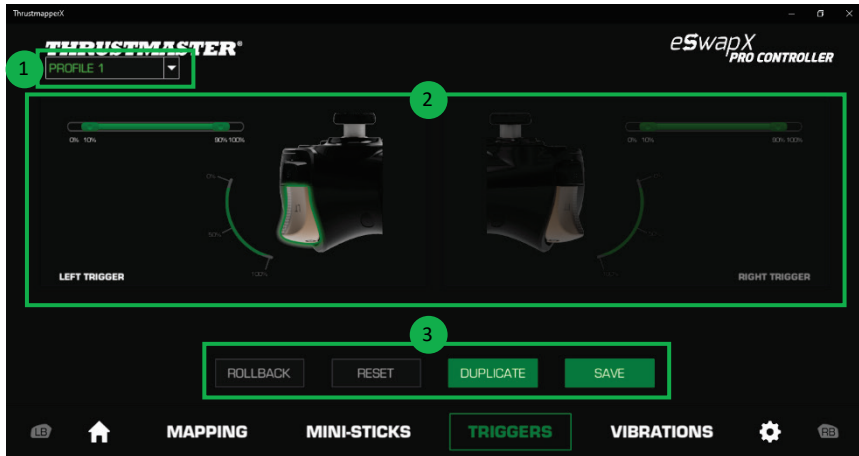 ThrustmapperX
THRUSTMASTER®
eSwapX
PRO CONTROLLER
1
PROFILE 1
2
0% 10% 90% 100%
0%
50%
100%
LEFT TRIGGER
0% 10% 90% 100%
RIGHT TRIGGER
3
ROLLBACK RESET DUPLICATE SAVE
LB MAPPING MINI-STICKS TRIGGERS VIBRATIONS RB